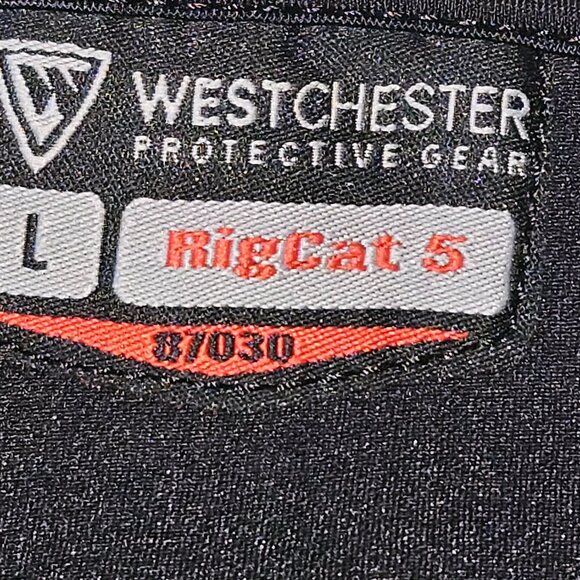 WESTCHESTER
PROTECTIVE GEAR
L RigCat 5
87030